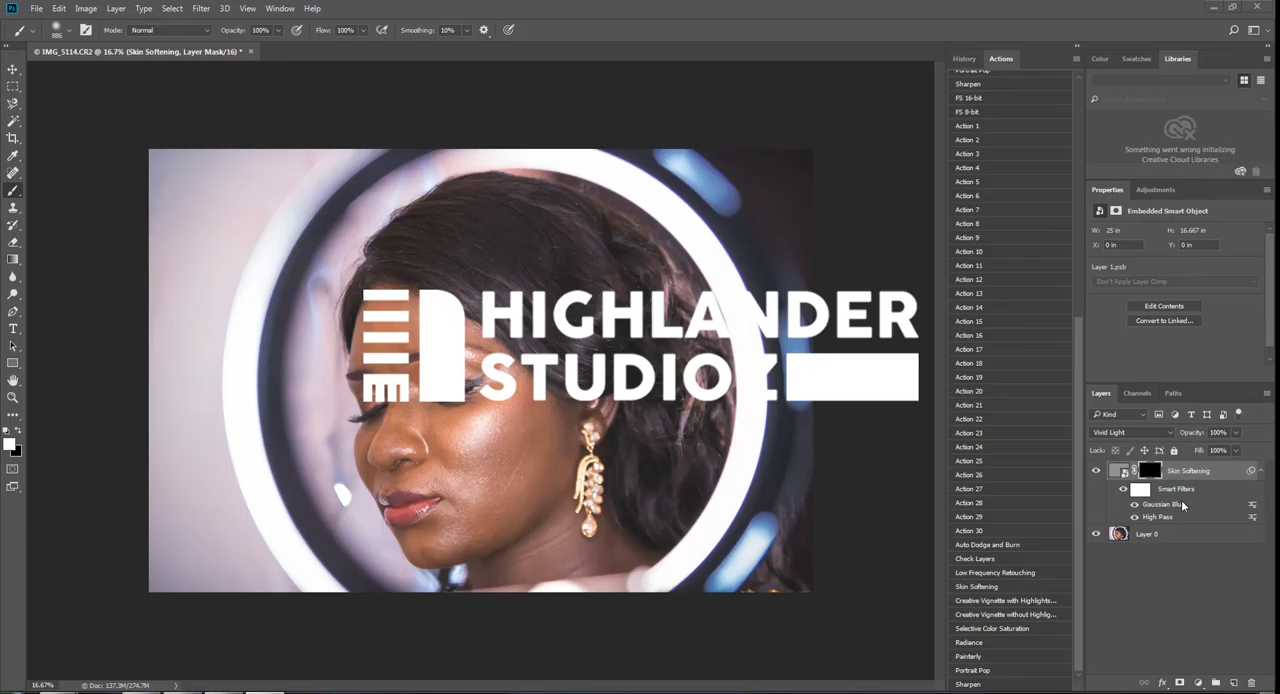 Ps File Edit Image Layer Type Select Filter 3D View Window Help
886 Mode: Normal Opacity: 100% Flow: 100% Smoothing: 10%
© IMG_5114.CR2 @ 16.7% (Skin Softening, Layer Mask/16) *
HIGHLANDER
STUDIOZ
16.67%
Doc: 137.3M/274.7M
History Actions
Portrait Pop
Sharpen
FS 16-bit
FS 8-bit
Action 1
Action 2
Action 3
Action 4
Action 5
Action 6
Action 7
Action 8
Action 9
Action 10
Action 11
Action 12
Action 13
Action 14
Action 15
Action 16
Action 17
Action 18
Action 19
Action 20
Action 21
Action 22
Action 23
Action 24
Action 25
Action 26
Action 27
Action 28
Action 29
Action 30
Auto Dodge and Burn
Check Layers
Low Frequency Retouching
Skin Softening
Creative Vignette with Highlights...
Creative Vignette without Highlig...
Selective Color Saturation
Radiance
Painterly
Portrait Pop
Sharpen
Color Swatches Libraries
Something went wrong initializing
Creative Cloud Libraries
Properties Adjustments
Embedded Smart Object
W: 25 in H: 16.667 in
X: 0 in Y: 0 in
Layer 1.psb
Don't Apply Layer Comp
Edit Contents
Convert to Linked...
Layers Channels Paths
Kind
Vivid Light Opacity: 100%
Lock: Fill: 100%
Skin Softening
Smart Filters
Gaussian Blu
High Pass
Layer 0